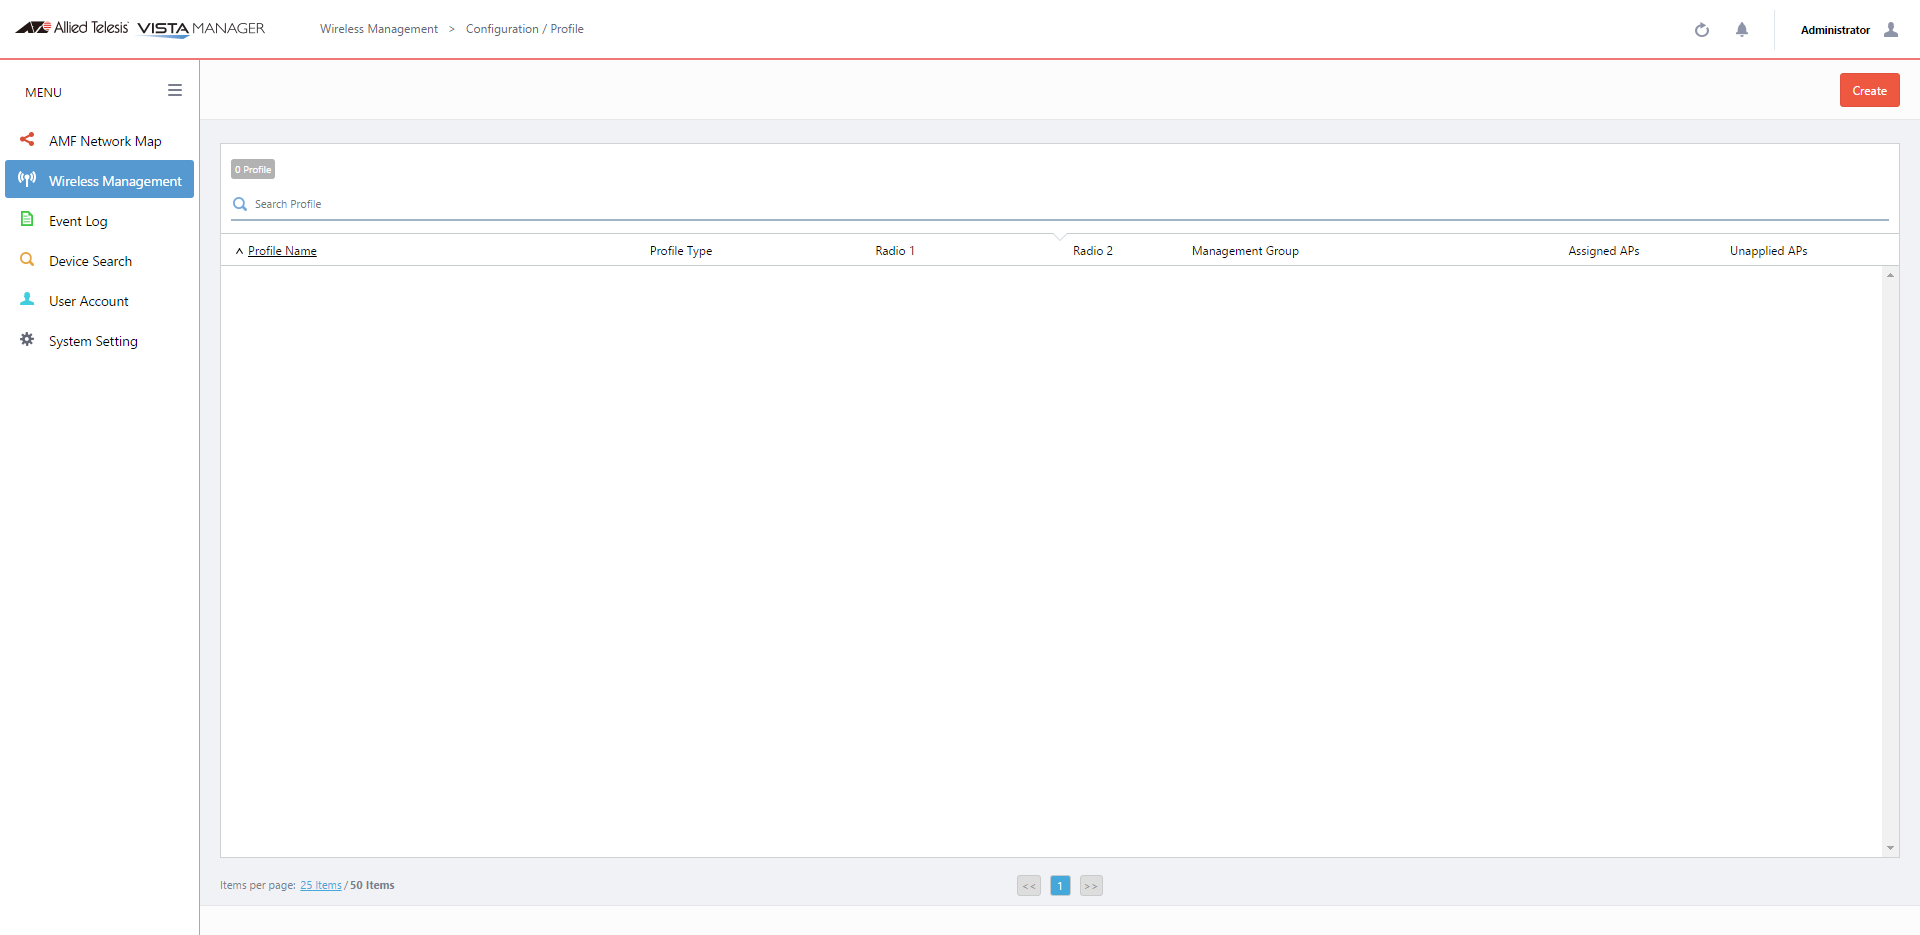 Allied Telesis VISTA MANAGER Wireless Management > Configuration / Profile Administrator
MENU
Create
AMF Network Map
Wireless Management
Event Log
Device Search
User Account
System Setting
0 Profile
Search Profile
Profile Name Profile Type Radio 1 Radio 2 Management Group Assigned APs Unapplied APs
Items per page: 25 Items / 50 Items << 1 >>